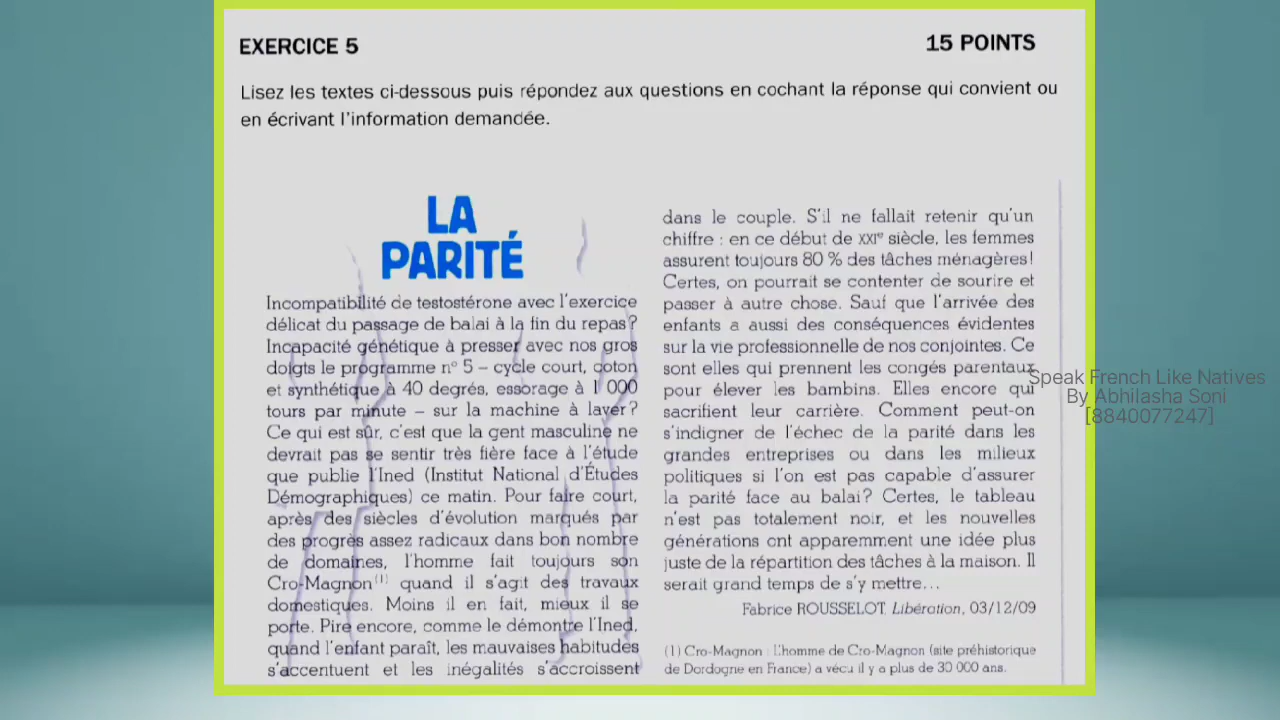 EXERCICE 5
15 POINTS
Lisez les textes ci-dessous puis répondez aux questions en cochant la réponse qui convient ou
en écrivant l'information demandée.
LA
PARITÉ
Incompatibilité de testostérone avec l'exercice
délicat du passage de balai à la fin du repas?
Incapacité génétique à presser avec nos gros
doigts le programme n° 5 – cycle court, coton
et synthétique à 40 degrés, essorage à 1 000
tours par minute – sur la machine à laver?
Ce qui est sûr, c'est que la gent masculine ne
devrait pas se sentir très fière face à l'étude
que publie l'Ined (Institut National d'Études
Démographiques) ce matin. Pour faire court,
après des siècles d'évolution marqués par
des progrès assez radicaux dans bon nombre
de domaines, l'homme fait toujours son
Cro-Magnon(1) quand il s'agit des travaux
domestiques. Moins il en fait, mieux il se
porte. Pire encore, comme le démontre l'Ined,
quand l'enfant paraît, les mauvaises habitudes
s'accentuent et les inégalités s'accroissent
dans le couple. S'il ne fallait retenir qu'un
chiffre : en ce début de XXIe siècle, les femmes
assurent toujours 80 % des tâches ménagères!
Certes, on pourrait se contenter de sourire et
passer à autre chose. Sauf que l'arrivée des
enfants a aussi des conséquences évidentes
sur la vie professionnelle de nos conjointes. Ce
sont elles qui prennent les congés parentaux
pour élever les bambins. Elles encore qui
sacrifient leur carrière. Comment peut-on
s'indigner de l'échec de la parité dans les
grandes entreprises ou dans les milieux
politiques si l'on est pas capable d'assurer
la parité face au balai? Certes, le tableau
n'est pas totalement noir, et les nouvelles
générations ont apparemment une idée plus
juste de la répartition des tâches à la maison. Il
serait grand temps de s'y mettre...
Fabrice ROUSSELOT, Libération, 03/12/09
(1) Cro-Magnon : L'homme de Cro-Magnon (site préhistorique
de Dordogne en France) a vécu il y a plus de 30 000 ans.
Speak French Like Natives
By Abhilasha Soni
[8840077247]